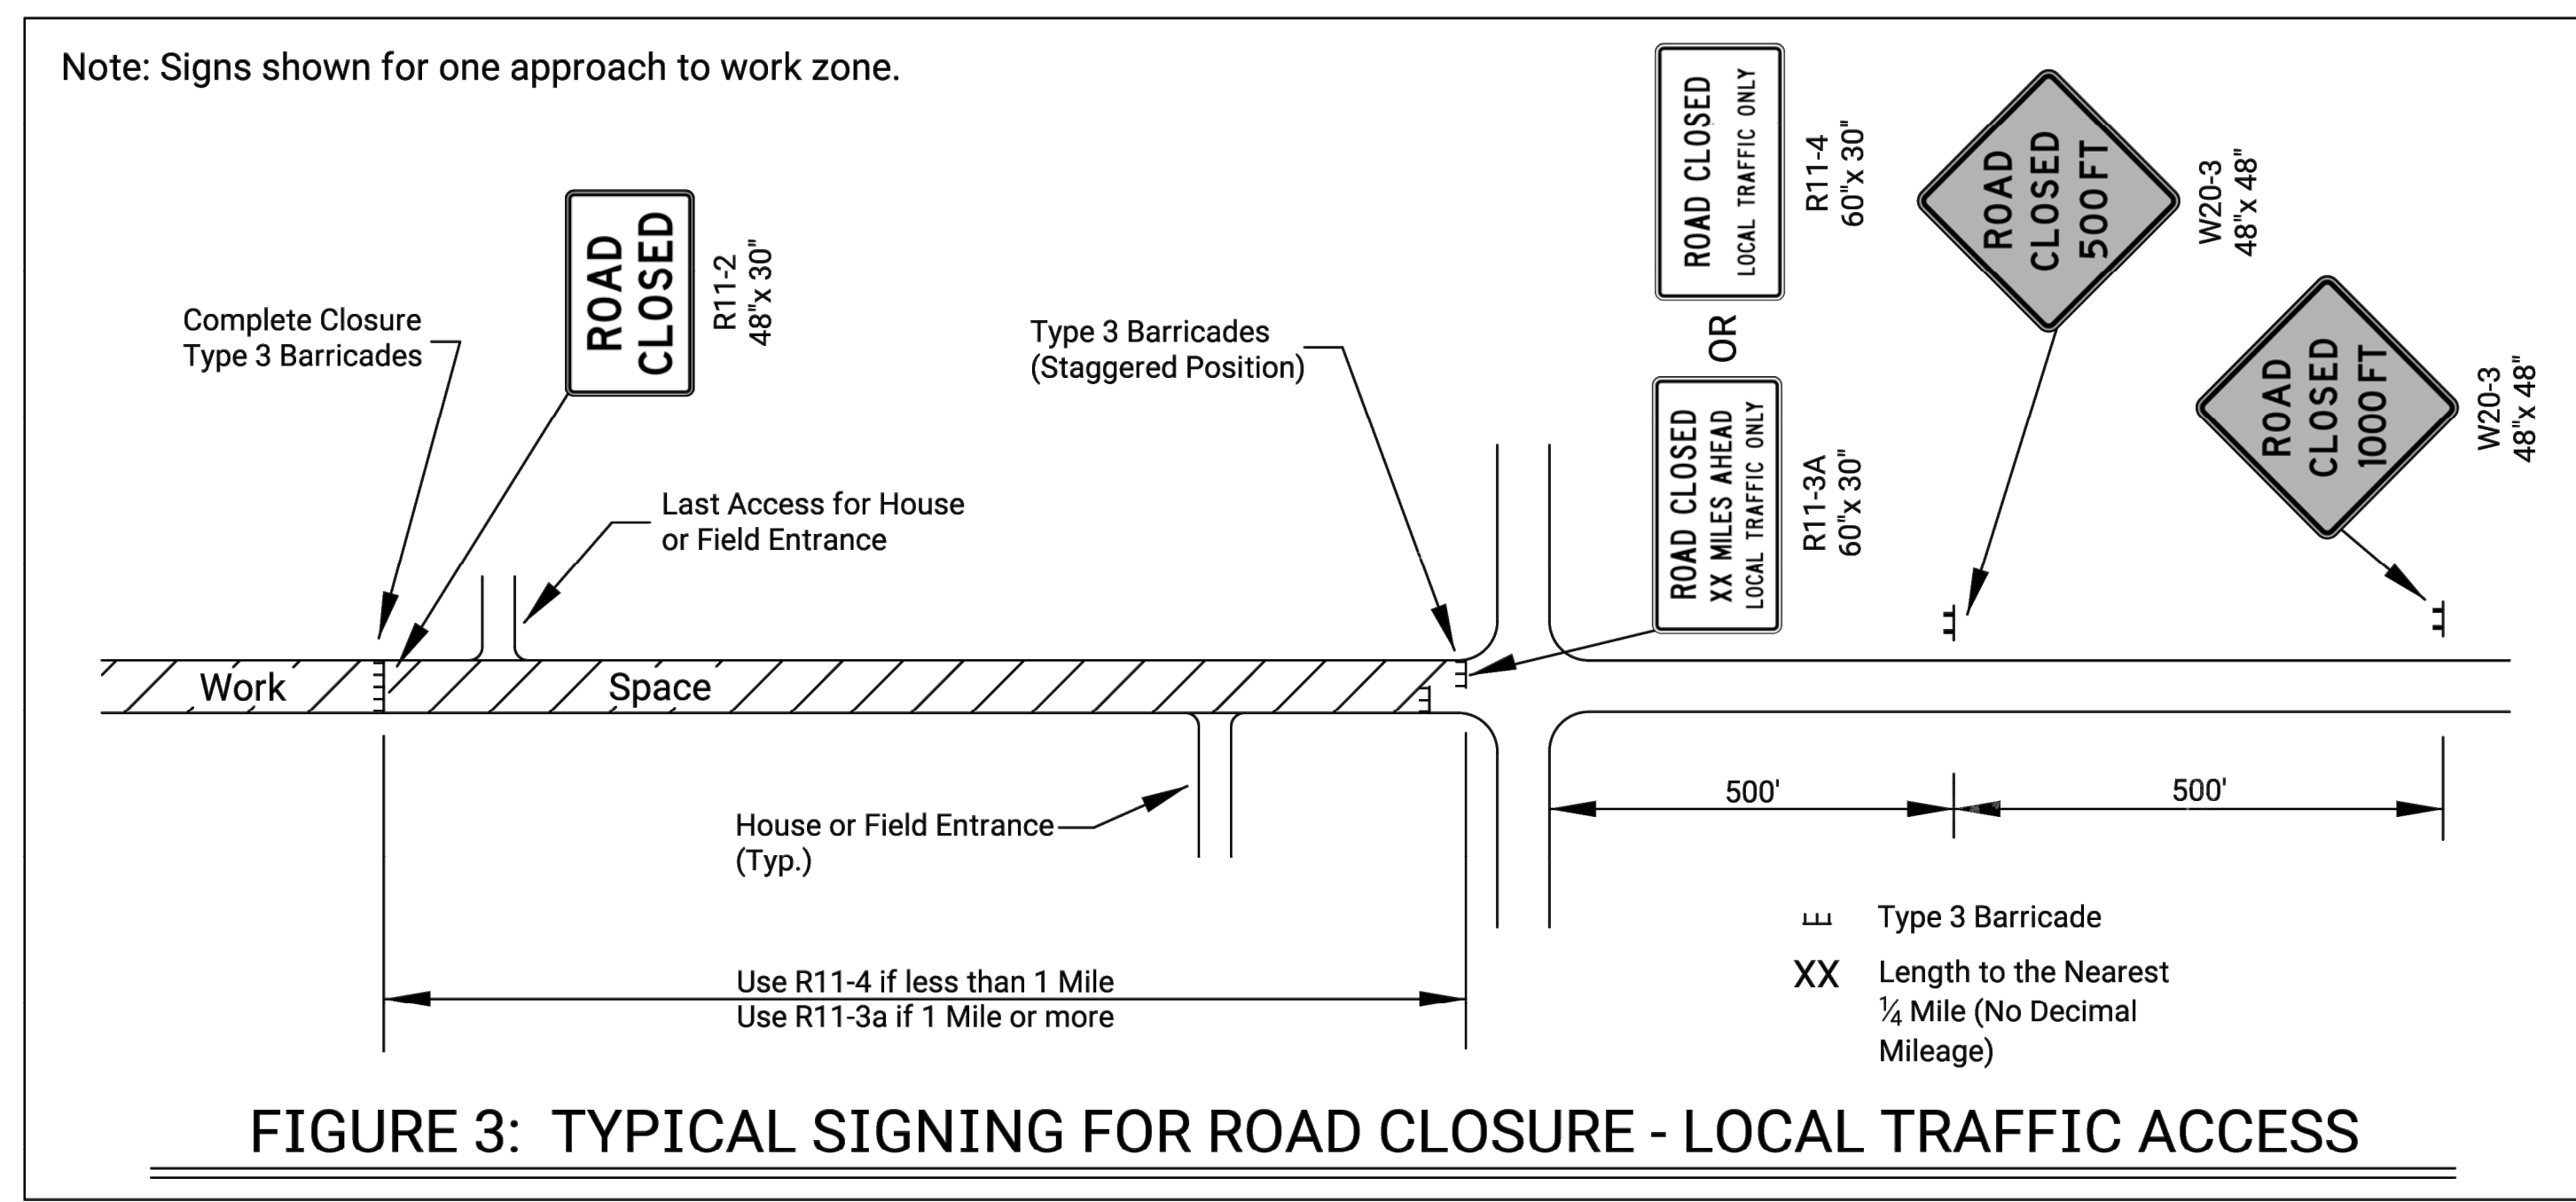 Note: Signs shown for one approach to work zone.
ROAD CLOSED
LOCAL TRAFFIC ONLY
R11-4
60"x 30"
OR
ROAD CLOSED
XX MILES AHEAD
LOCAL TRAFFIC ONLY
R11-3A
60"x 30"
ROAD
CLOSED
500 FT
W20-3
48"x 48"
ROAD
CLOSED
1000 FT
W20-3
48"x 48"
ROAD
CLOSED
R11-2
48"x 30"
Complete Closure
Type 3 Barricades
Type 3 Barricades
(Staggered Position)
Last Access for House
or Field Entrance
Work
Space
House or Field Entrance
(Typ.)
500'
500'
Use R11-4 if less than 1 Mile
Use R11-3a if 1 Mile or more
Type 3 Barricade
XX Length to the Nearest
¼ Mile (No Decimal
Mileage)
FIGURE 3: TYPICAL SIGNING FOR ROAD CLOSURE - LOCAL TRAFFIC ACCESS